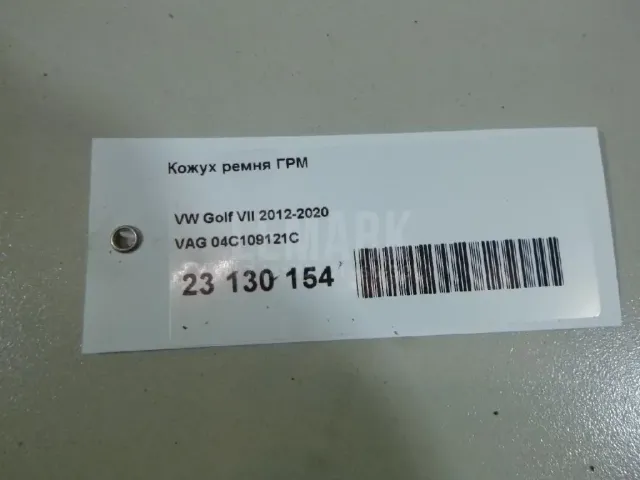 Кожух ремня ГРМ
VW Golf VII 2012-2020
VAG 04C109121C
23 130 154